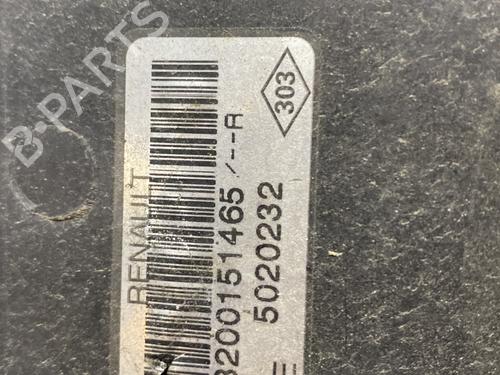 B-PARTS
303
RENAULT
8200151465 /--R
5020232
E